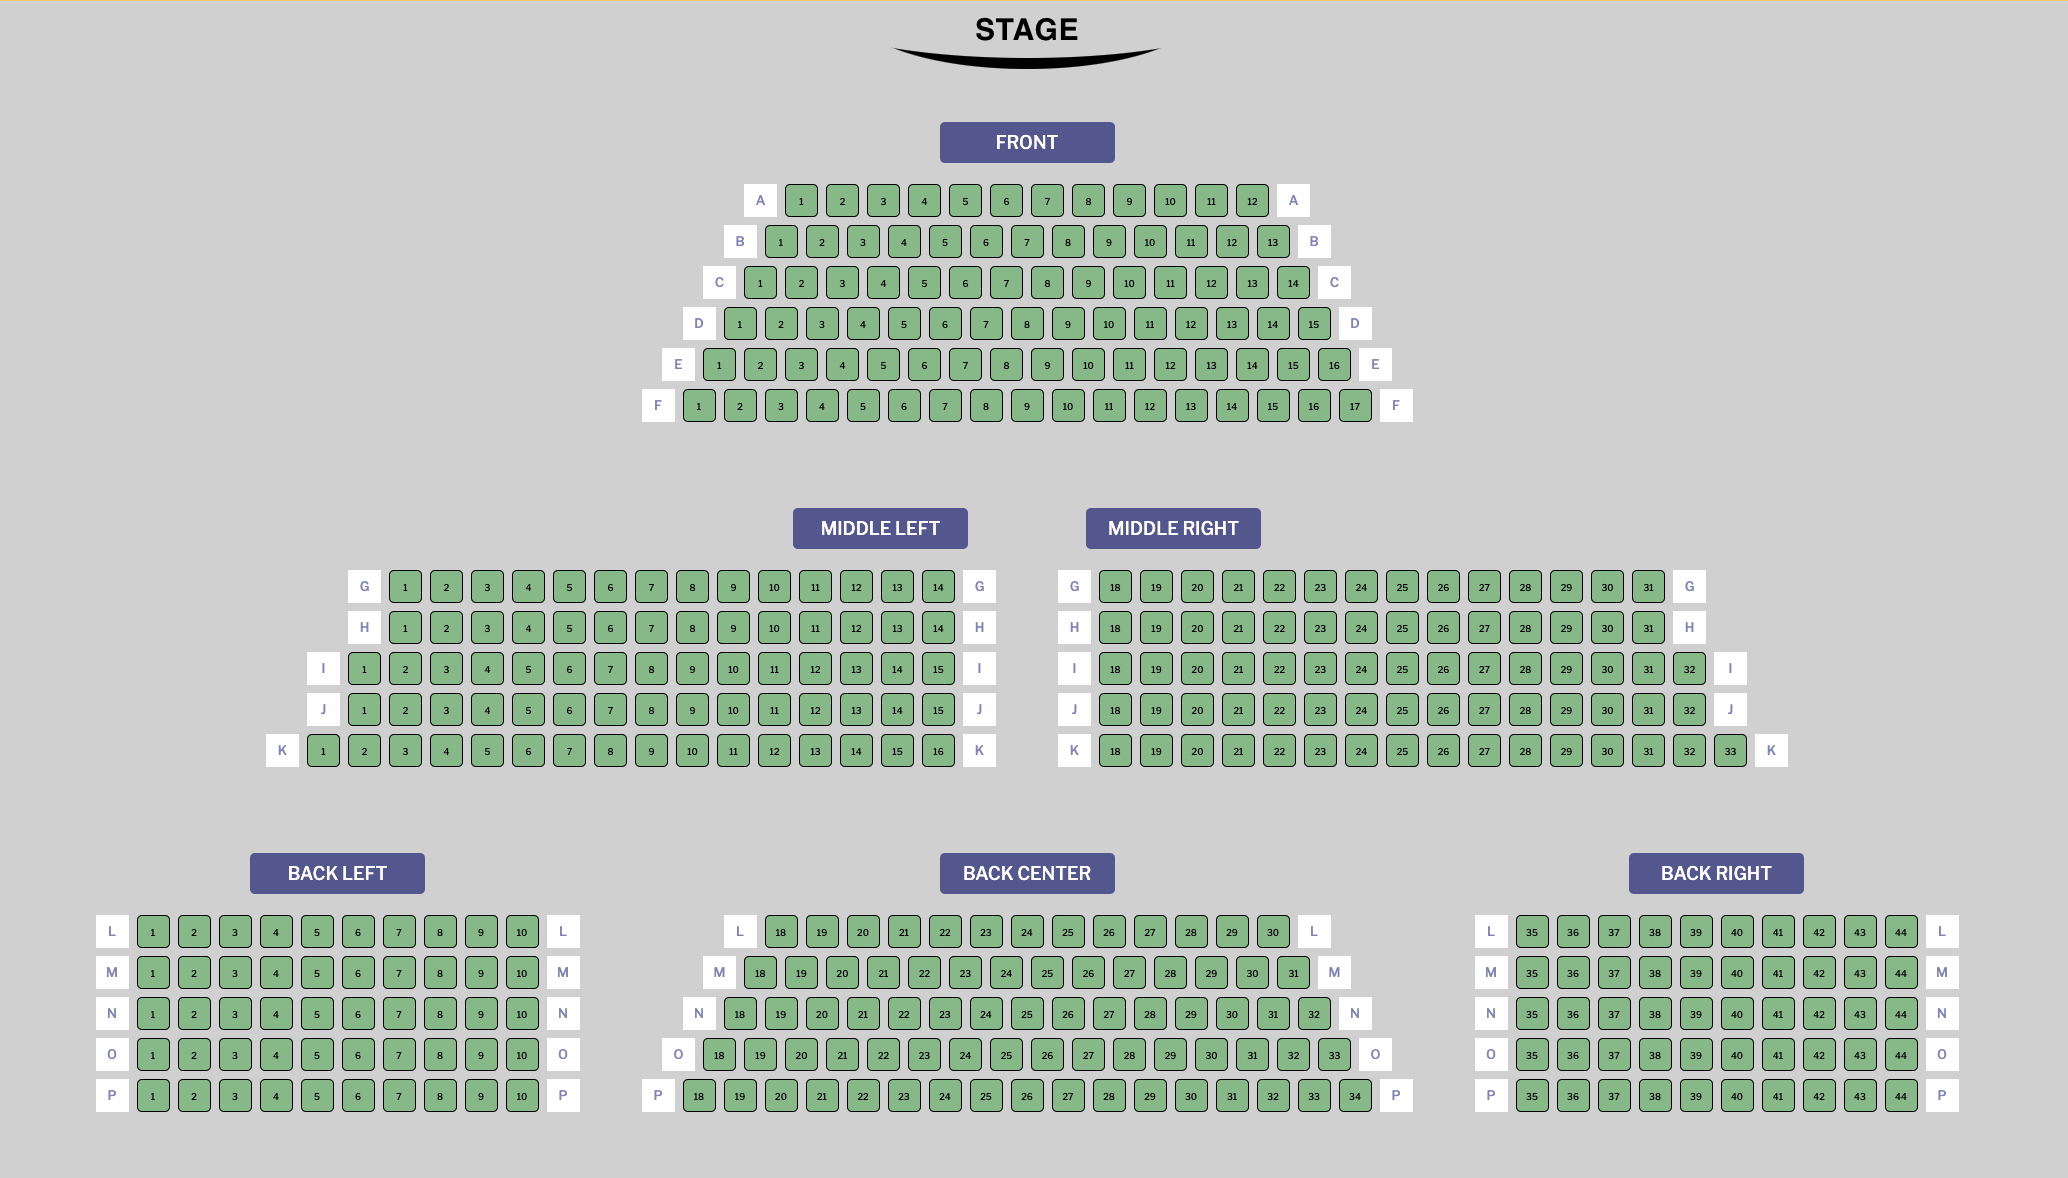 STAGE
FRONT
A 1 2 3 4 5 6 7 8 9 10 11 12 A
B 1 2 3 4 5 6 7 8 9 10 11 12 13 B
C 1 2 3 4 5 6 7 8 9 10 11 12 13 14 C
D 1 2 3 4 5 6 7 8 9 10 11 12 13 14 15 D
E 1 2 3 4 5 6 7 8 9 10 11 12 13 14 15 16 E
F 1 2 3 4 5 6 7 8 9 10 11 12 13 14 15 16 17 F
MIDDLE LEFT MIDDLE RIGHT
G 1 2 3 4 5 6 7 8 9 10 11 12 13 14 G G 18 19 20 21 22 23 24 25 26 27 28 29 30 31 G
H 1 2 3 4 5 6 7 8 9 10 11 12 13 14 H H 18 19 20 21 22 23 24 25 26 27 28 29 30 31 H
I 1 2 3 4 5 6 7 8 9 10 11 12 13 14 15 I I 18 19 20 21 22 23 24 25 26 27 28 29 30 31 32 I
J 1 2 3 4 5 6 7 8 9 10 11 12 13 14 15 J J 18 19 20 21 22 23 24 25 26 27 28 29 30 31 32 J
K 1 2 3 4 5 6 7 8 9 10 11 12 13 14 15 16 K K 18 19 20 21 22 23 24 25 26 27 28 29 30 31 32 33 K
BACK LEFT BACK CENTER BACK RIGHT
L 1 2 3 4 5 6 7 8 9 10 L L 18 19 20 21 22 23 24 25 26 27 28 29 30 L L 35 36 37 38 39 40 41 42 43 44 L
M 1 2 3 4 5 6 7 8 9 10 M M 18 19 20 21 22 23 24 25 26 27 28 29 30 31 M M 35 36 37 38 39 40 41 42 43 44 M
N 1 2 3 4 5 6 7 8 9 10 N N 18 19 20 21 22 23 24 25 26 27 28 29 30 31 32 N N 35 36 37 38 39 40 41 42 43 44 N
O 1 2 3 4 5 6 7 8 9 10 O O 18 19 20 21 22 23 24 25 26 27 28 29 30 31 32 33 O O 35 36 37 38 39 40 41 42 43 44 O
P 1 2 3 4 5 6 7 8 9 10 P P 18 19 20 21 22 23 24 25 26 27 28 29 30 31 32 33 34 P P 35 36 37 38 39 40 41 42 43 44 P